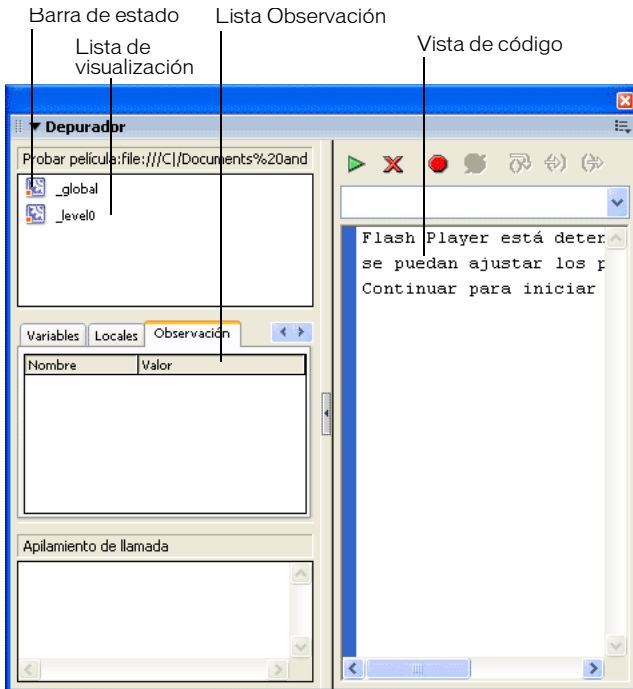 Barra de estado
Lista Observación
Lista de
visualización
Vista de código
Depurador
Probar película:file:///C|/Documents%20and
_global
_level0
Variables Locales Observación
Nombre Valor
Apilamiento de llamada
Flash Player está deter
se puedan ajustar los p
Continuar para iniciar